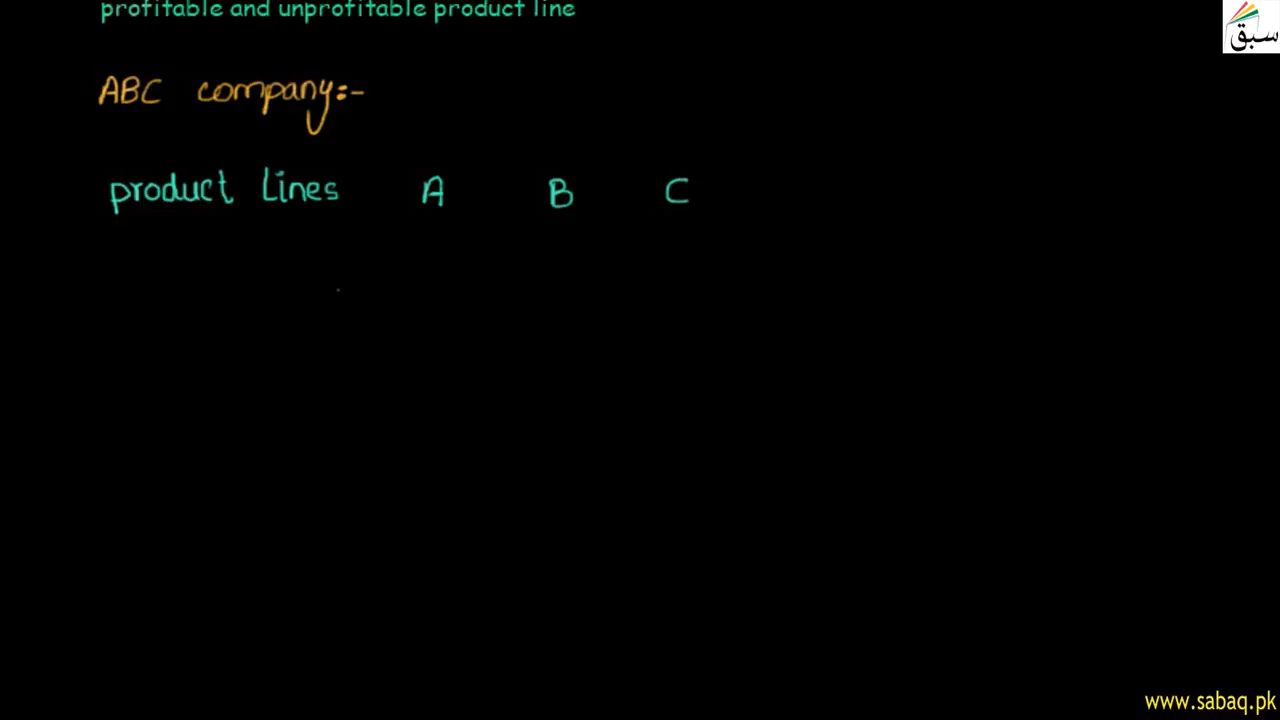 profitable and unprofitable product line
سبق
ABC company:-
product Lines A B C
www.sabaq.pk